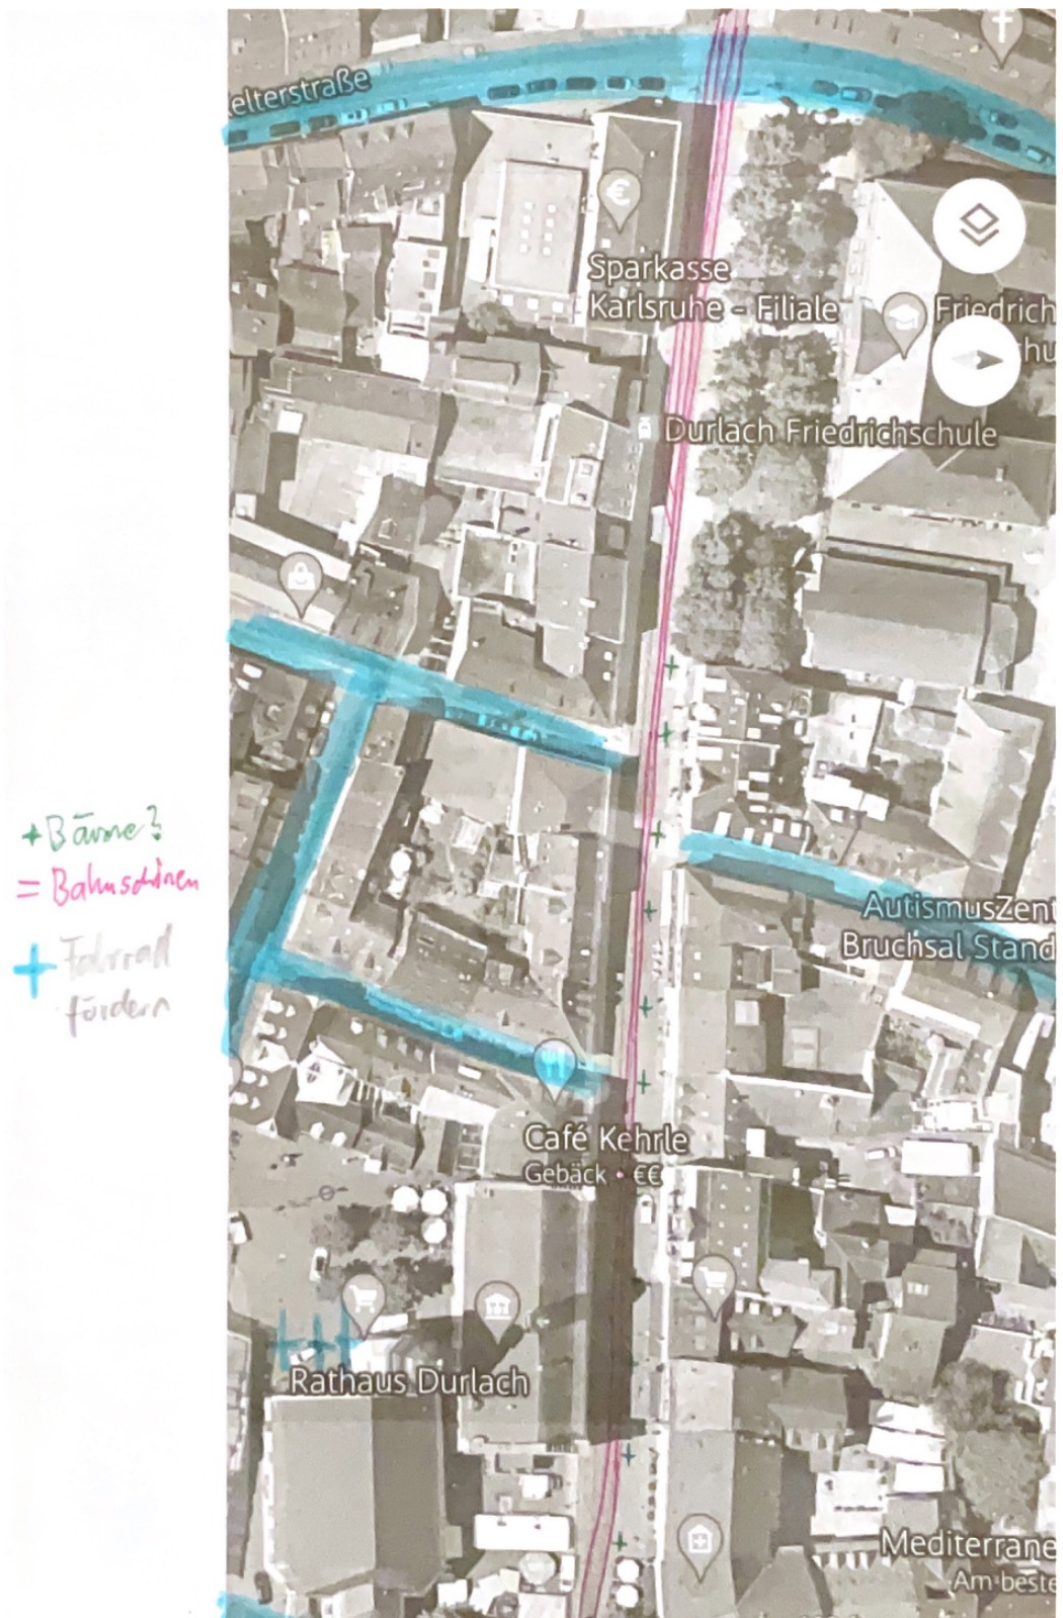 elterstraße
€
Sparkasse
Karlsruhe - Filiale
Friedrich
hu
Durlach Friedrichschule
+ Bäume?
= Bahnschienen
AutismusZent
Bruchsal Stand
+ Fahrrad
fördern
Café Kehrle
Gebäck • €€
Rathaus Durlach
Mediterrane
Am beste